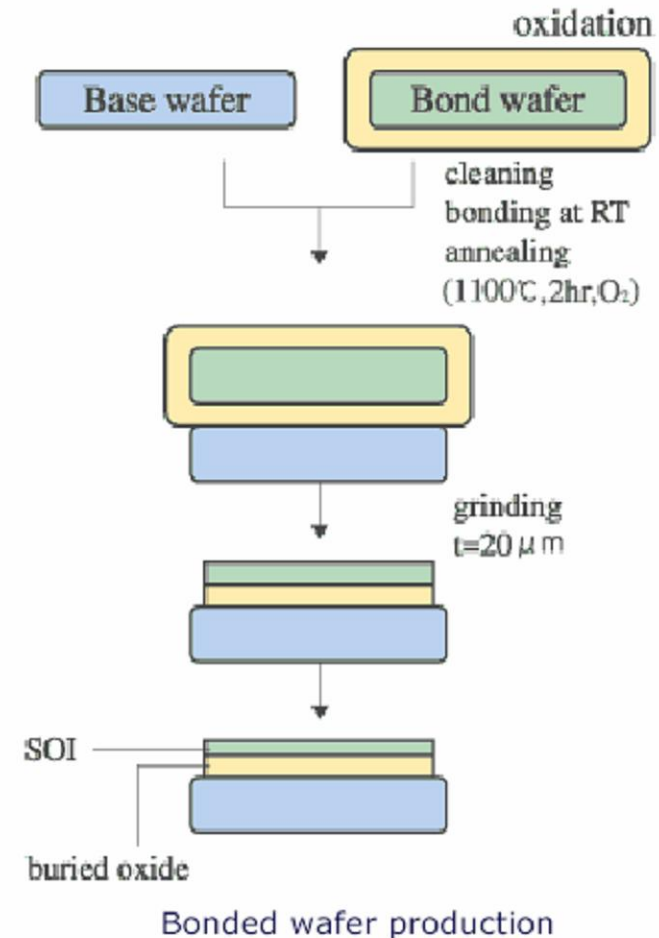 oxidation
Base wafer
Bond wafer
cleaning
bonding at RT
annealing
(1100℃,2hr,O₂)
grinding
t=20μm
SOI
buried oxide
Bonded wafer production